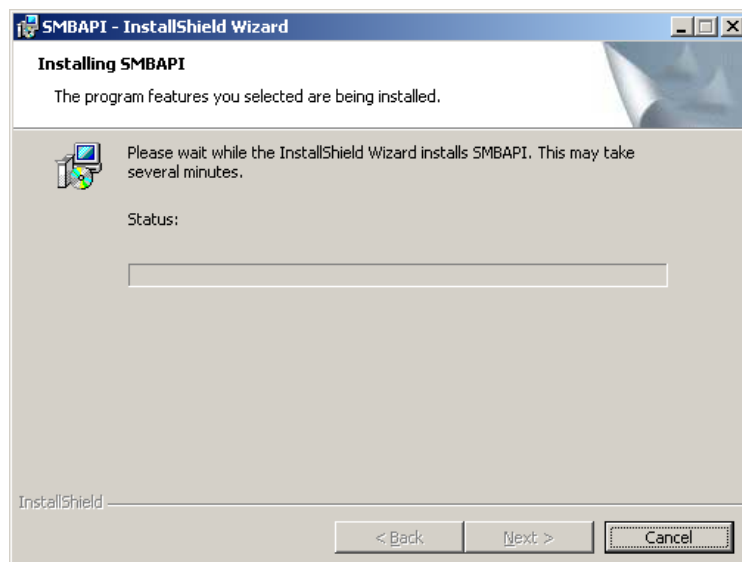 SMBAPI - InstallShield Wizard
Installing SMBAPI
The program features you selected are being installed.
Please wait while the InstallShield Wizard installs SMBAPI. This may take
several minutes.
Status:
InstallShield
< Back Next > Cancel